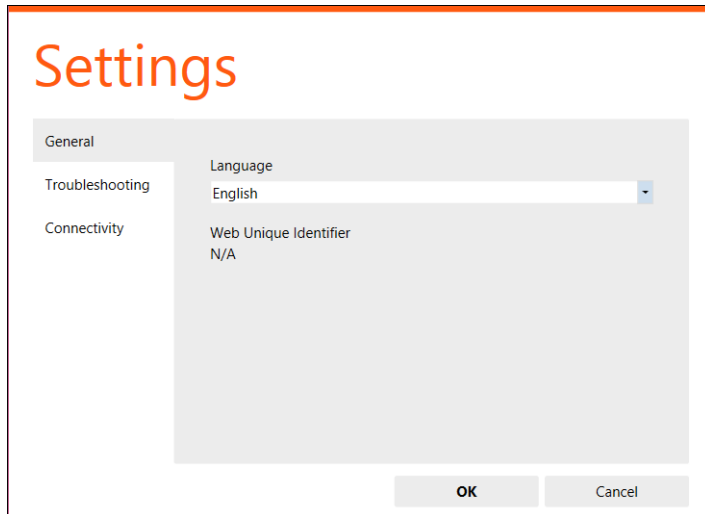 Settings
General
Troubleshooting
Connectivity
Language
English
Web Unique Identifier
N/A
OK
Cancel